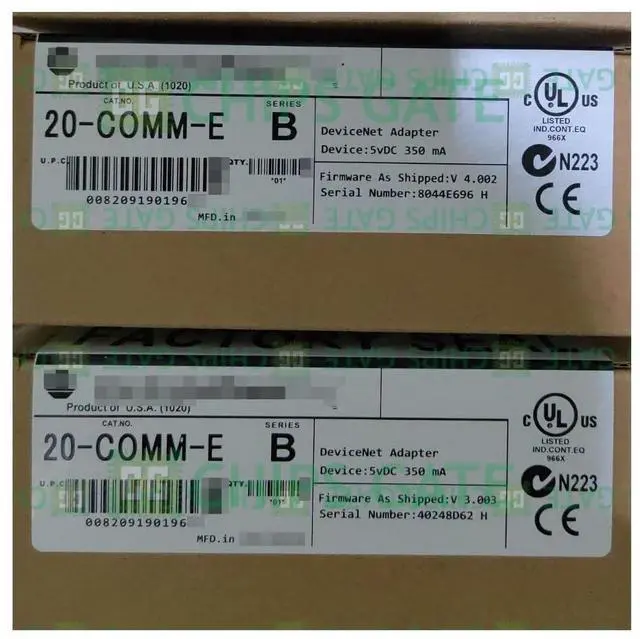 Product of U.S.A. (1020)
CAT.NO.
SERIES
20-COMM-E
B
U.P.C
QTY.
008209190196
"01"
MFD.in
DeviceNet Adapter
Device:5vDC 350 mA
Firmware As Shipped:V 4.002
Serial Number:8044E696 H
C UL US
LISTED
IND.CONT.EQ
966X
N223
CE
CHIPS GATE
FACTORY SEAL
Product of U.S.A. (1020)
CAT.NO.
SERIES
20-COMM-E
B
U.P.C
QTY.
008209190196
"01"
MFD.in
DeviceNet Adapter
Device:5vDC 350 mA
Firmware As Shipped:V 3.003
Serial Number:40248D62 H
C UL US
LISTED
IND.CONT.EQ
966X
N223
CE
CHIPS GATE